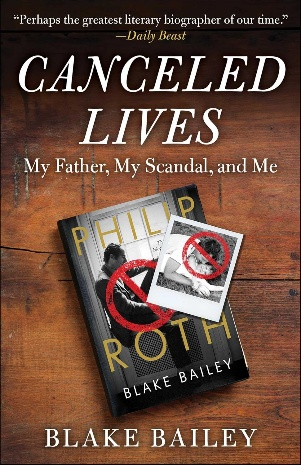 “Perhaps the greatest literary biographer of our time.”
—Daily Beast
CANCELED
LIVES
My Father, My Scandal, and Me
PHILIP
ROTH
BLAKE BAILEY
BLAKE BAILEY